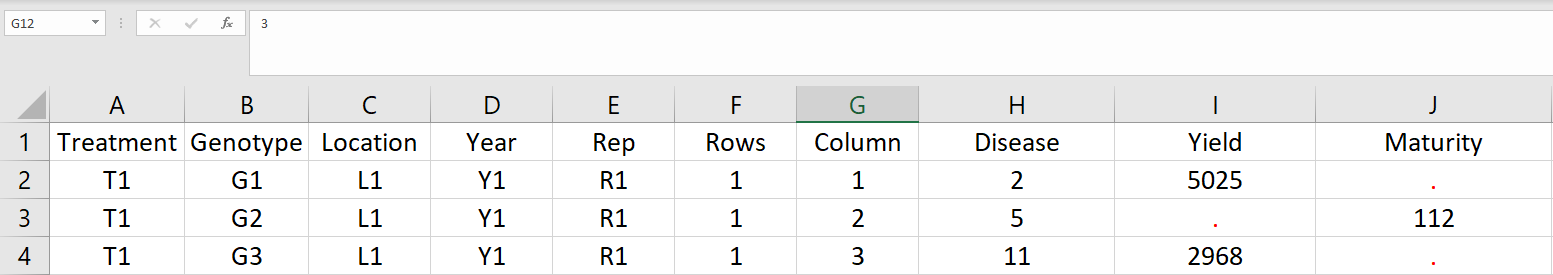 G12 fx 3
A B C D E F G H I J
1 Treatment Genotype Location Year Rep Rows Column Disease Yield Maturity
2 T1 G1 L1 Y1 R1 1 1 2 5025 .
3 T1 G2 L1 Y1 R1 1 2 5 . 112
4 T1 G3 L1 Y1 R1 1 3 11 2968 .